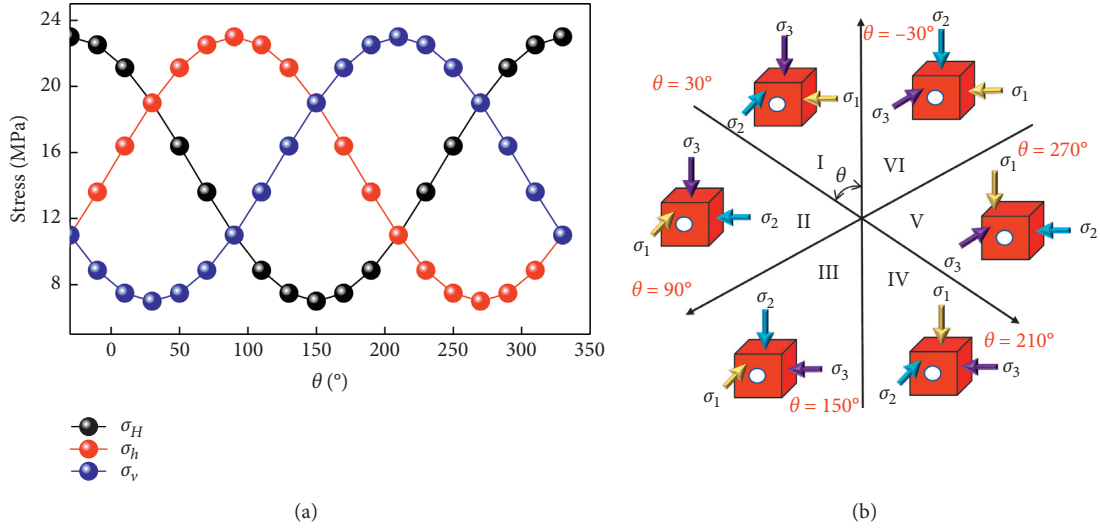 24
20
16
12
8
Stress (MPa)
0 50 100 150 200 250 300 350
θ (°)
σH
σh
σv
(a)
σ3
σ2
σ1
θ = 30°
θ = –30°
σ2
σ3
σ1
σ3
σ1
σ2
I
VI
θ
θ = 270°
σ1
σ3
σ2
II
V
III
IV
θ = 90°
σ2
σ1
σ3
θ = 150°
σ1
σ2
σ3
θ = 210°
(b)